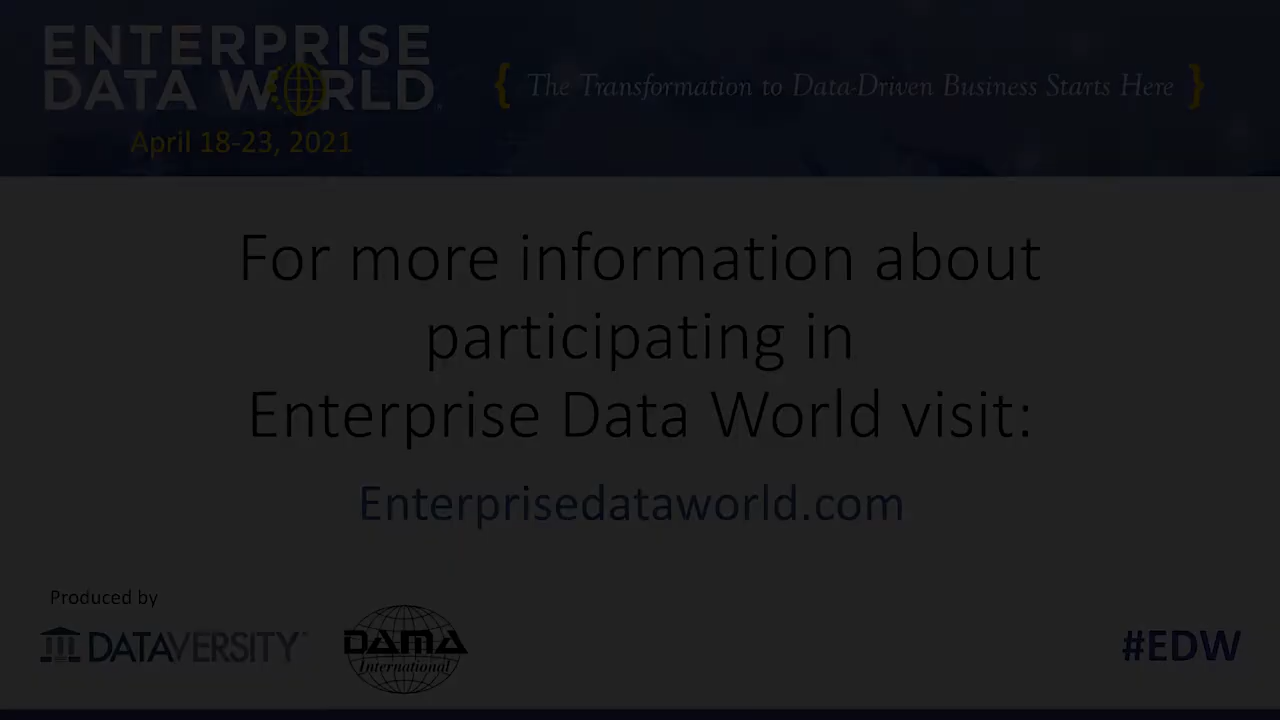 ENTERPRISE
DATA WORLD
{ The Transformation to Data-Driven Business Starts Here }
April 18-23, 2021
For more information about
participating in
Enterprise Data World visit:
Enterprisedataworld.com
Produced by
DATAVERSITY
DAMA
International
#EDW